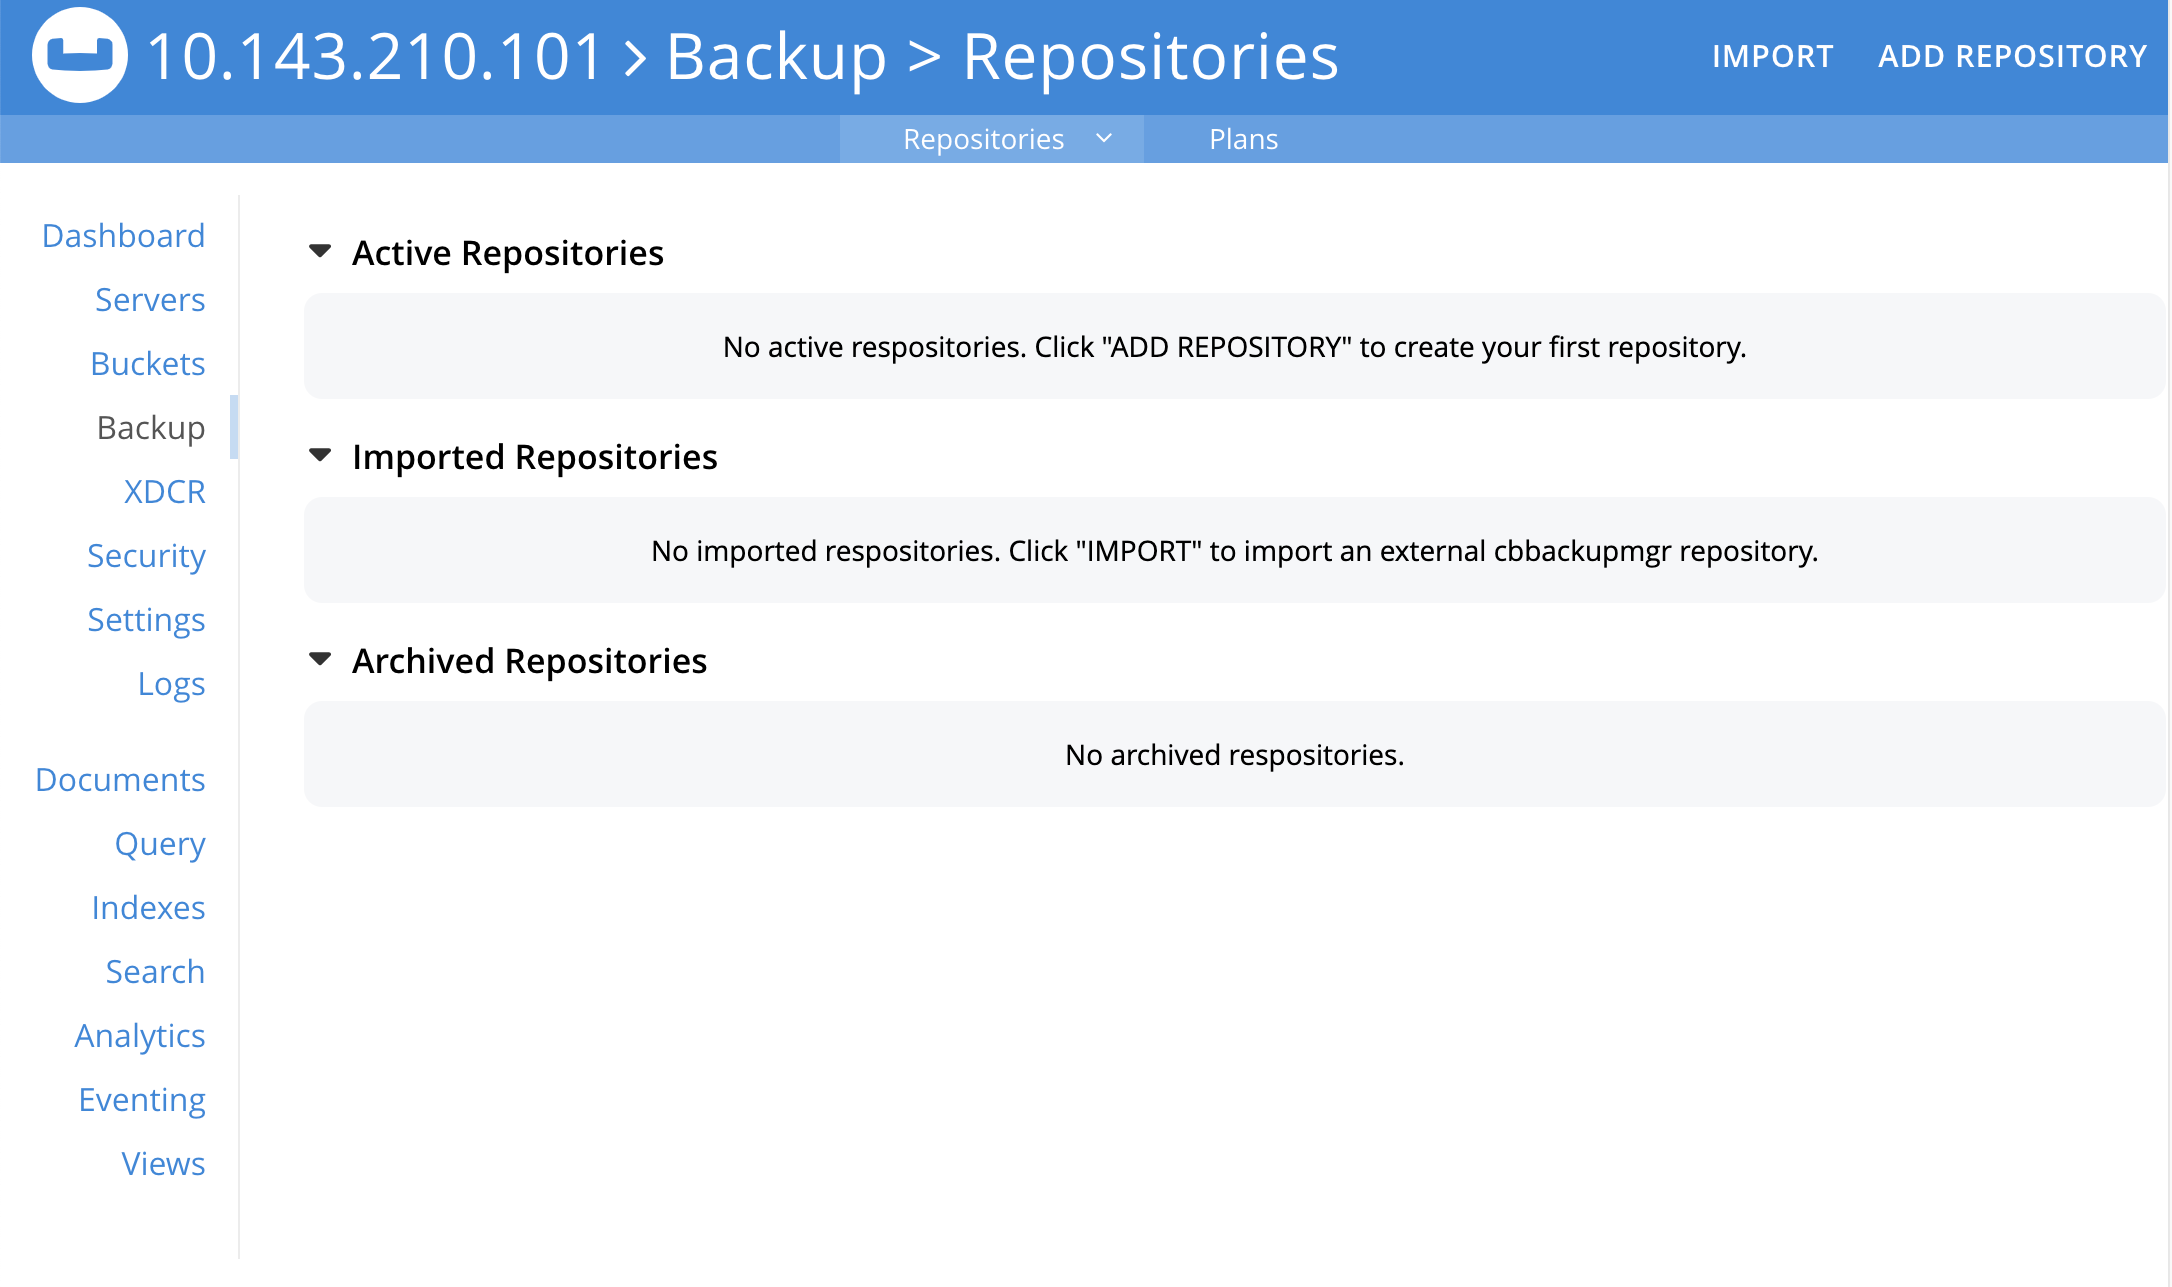 10.143.210.101 > Backup > Repositories
IMPORT
ADD REPOSITORY
Repositories
Plans
Dashboard
Servers
Buckets
Backup
XDCR
Security
Settings
Logs
Documents
Query
Indexes
Search
Analytics
Eventing
Views
Active Repositories
No active respositories. Click "ADD REPOSITORY" to create your first repository.
Imported Repositories
No imported respositories. Click "IMPORT" to import an external cbbackupmgr repository.
Archived Repositories
No archived respositories.